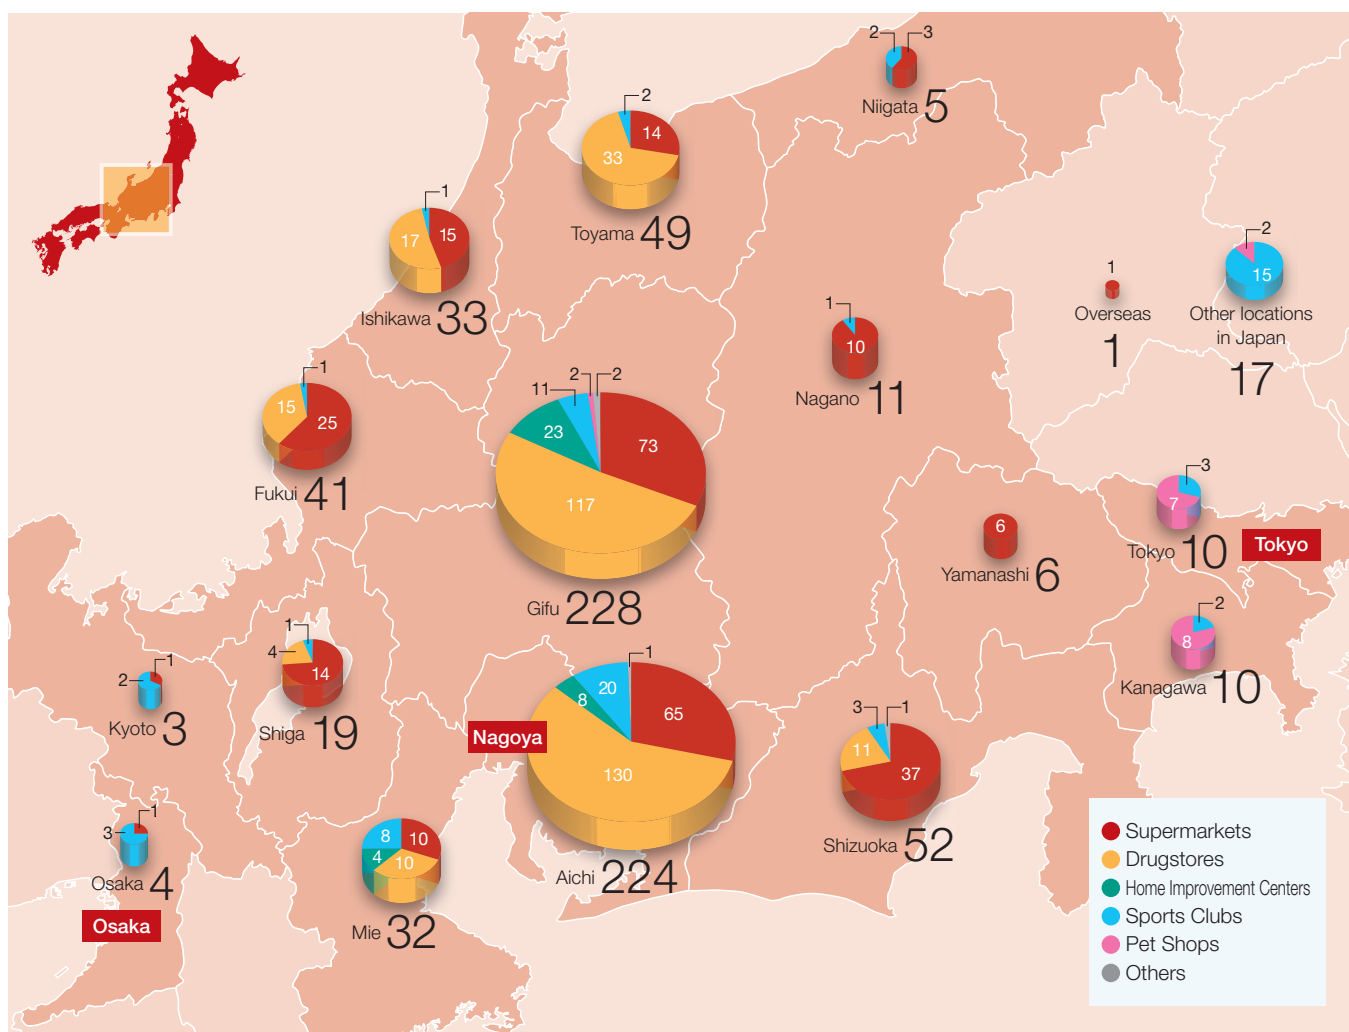 2
3
Niigata 5
2
14
33
Toyama 49
1
17
15
Ishikawa 33
2
15
1
Overseas
1
Other locations
in Japan
17
1
10
Nagano 11
1
15
25
Fukui 41
11
2
2
23
73
117
Gifu 228
3
7
Tokyo 10
Tokyo
6
Yamanashi 6
2
8
Kanagawa 10
1
2
Kyoto 3
1
4
14
Shiga 19
Nagoya
1
20
8
65
130
Aichi 224
3
1
11
37
Shizuoka 52
1
3
Osaka 4
Osaka
8
10
4
10
Mie 32
Supermarkets
Drugstores
Home Improvement Centers
Sports Clubs
Pet Shops
Others